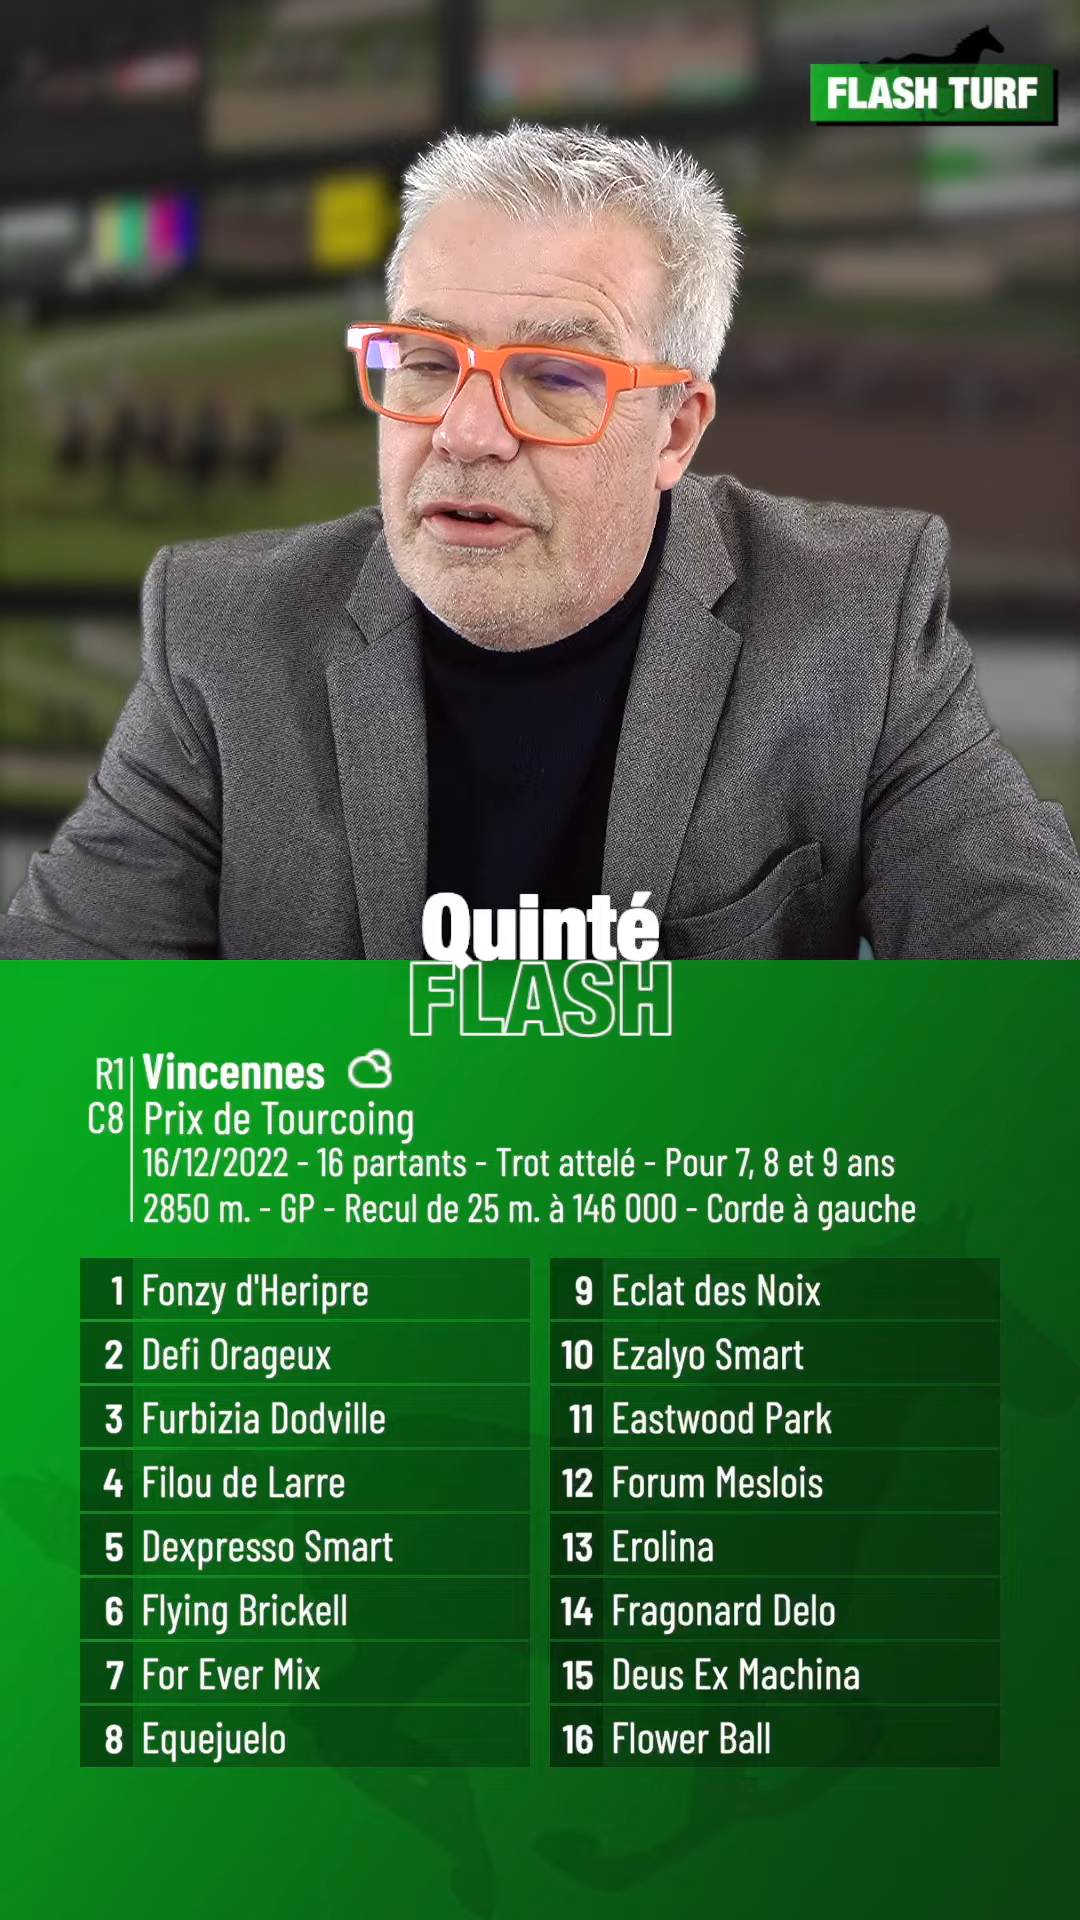 FLASH TURF
Quinté
FLASH
R1 Vincennes
C8 Prix de Tourcoing
16/12/2022 - 16 partants - Trot attelé - Pour 7, 8 et 9 ans
2850 m. - GP - Recul de 25 m. à 146 000 - Corde à gauche
1 Fonzy d'Heripre
2 Defi Orageux
3 Furbizia Dodville
4 Filou de Larre
5 Dexpresso Smart
6 Flying Brickell
7 For Ever Mix
8 Equejuelo
9 Eclat des Noix
10 Ezalyo Smart
11 Eastwood Park
12 Forum Meslois
13 Erolina
14 Fragonard Delo
15 Deus Ex Machina
16 Flower Ball